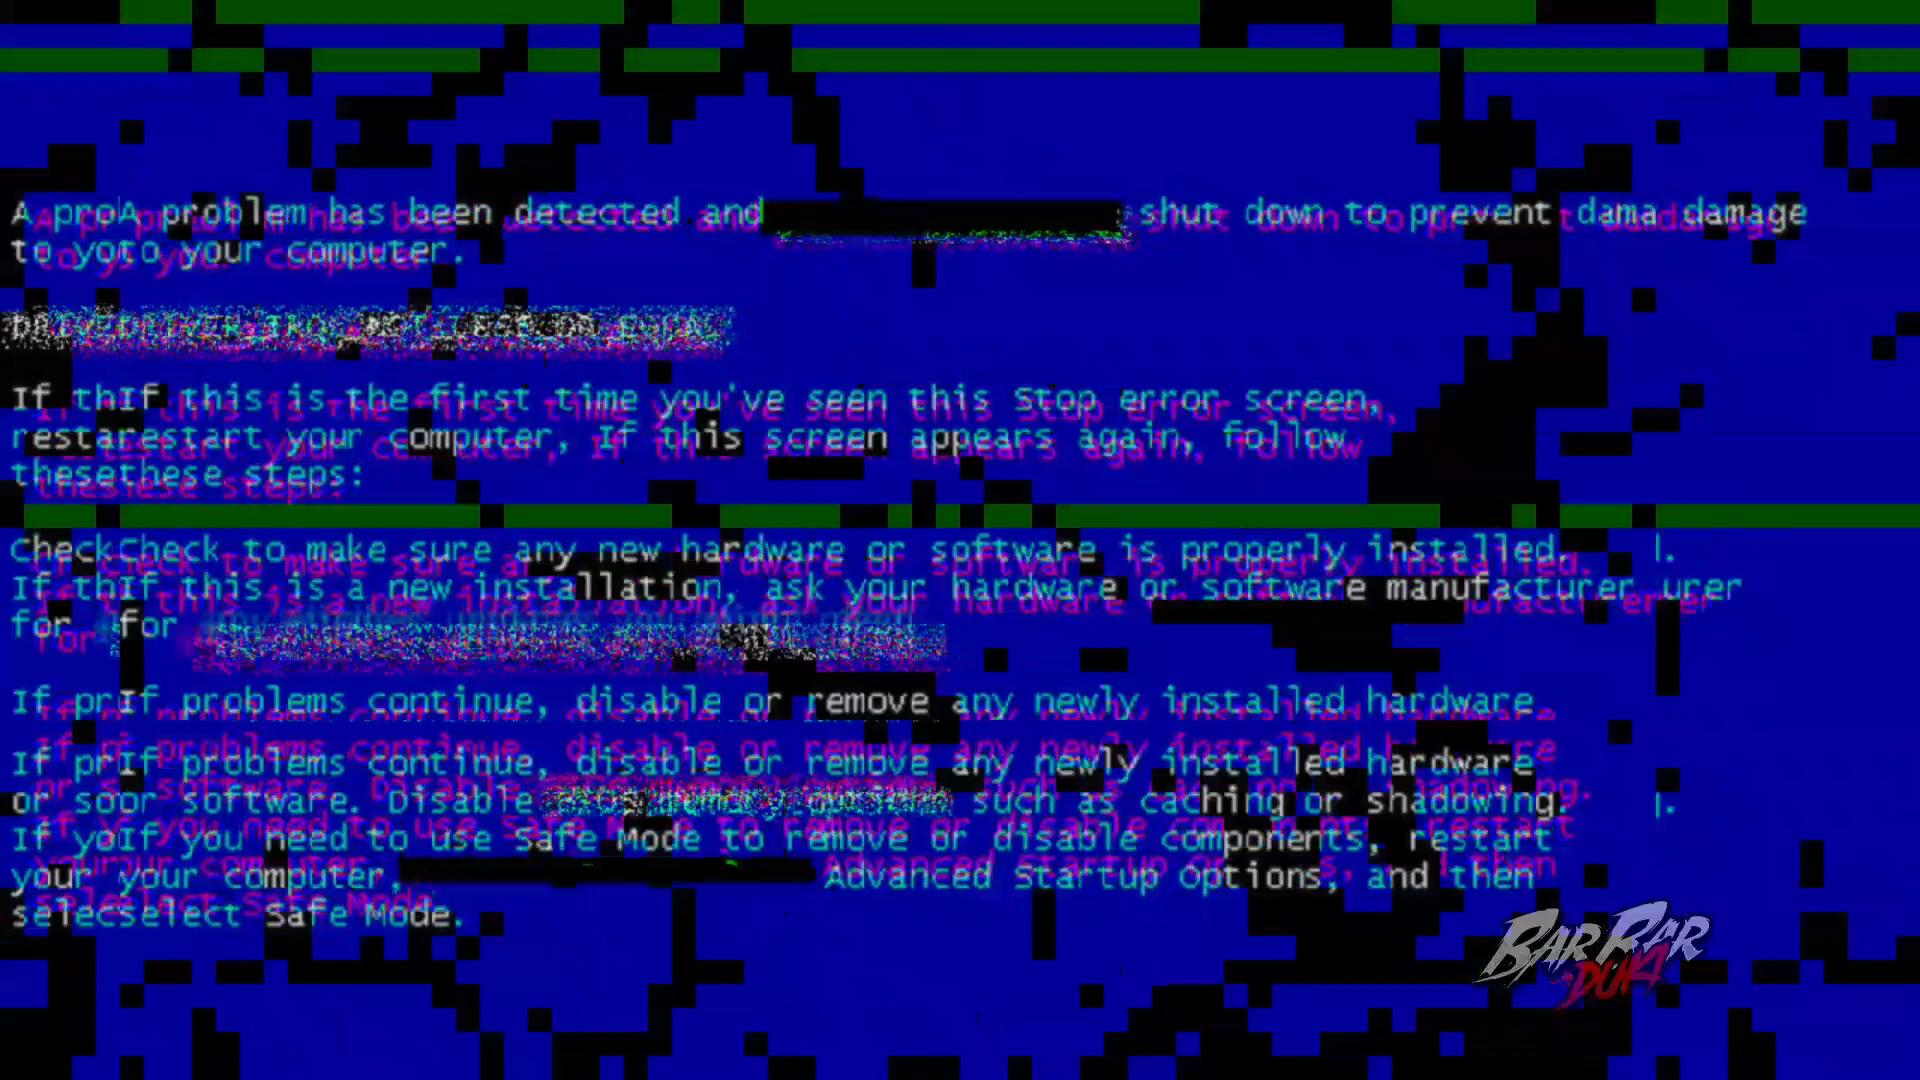 A proA problem has been detected and shut down to prevent dama damage
to yoto your computer.
If thIf this is the first time you've seen this Stop error screen,
restarestart your computer, If this screen appears again, follow
thesethese steps:
CheckCheck to make sure any new hardware or software is properly installed. l.
If thIf this is a new installation, ask your hardware or software manufacturer urer
for for
If prIf problems continue, disable or remove any newly installed hardware
If prIf problems continue, disable or remove any newly installed hardware
or soor software. Disable such as caching or shadowing. g.
If yoIf you need to use Safe Mode to remove or disable components, restart
your your computer, Advanced Startup Options, and then
selecselect Safe Mode.
BARBAR
DUKI